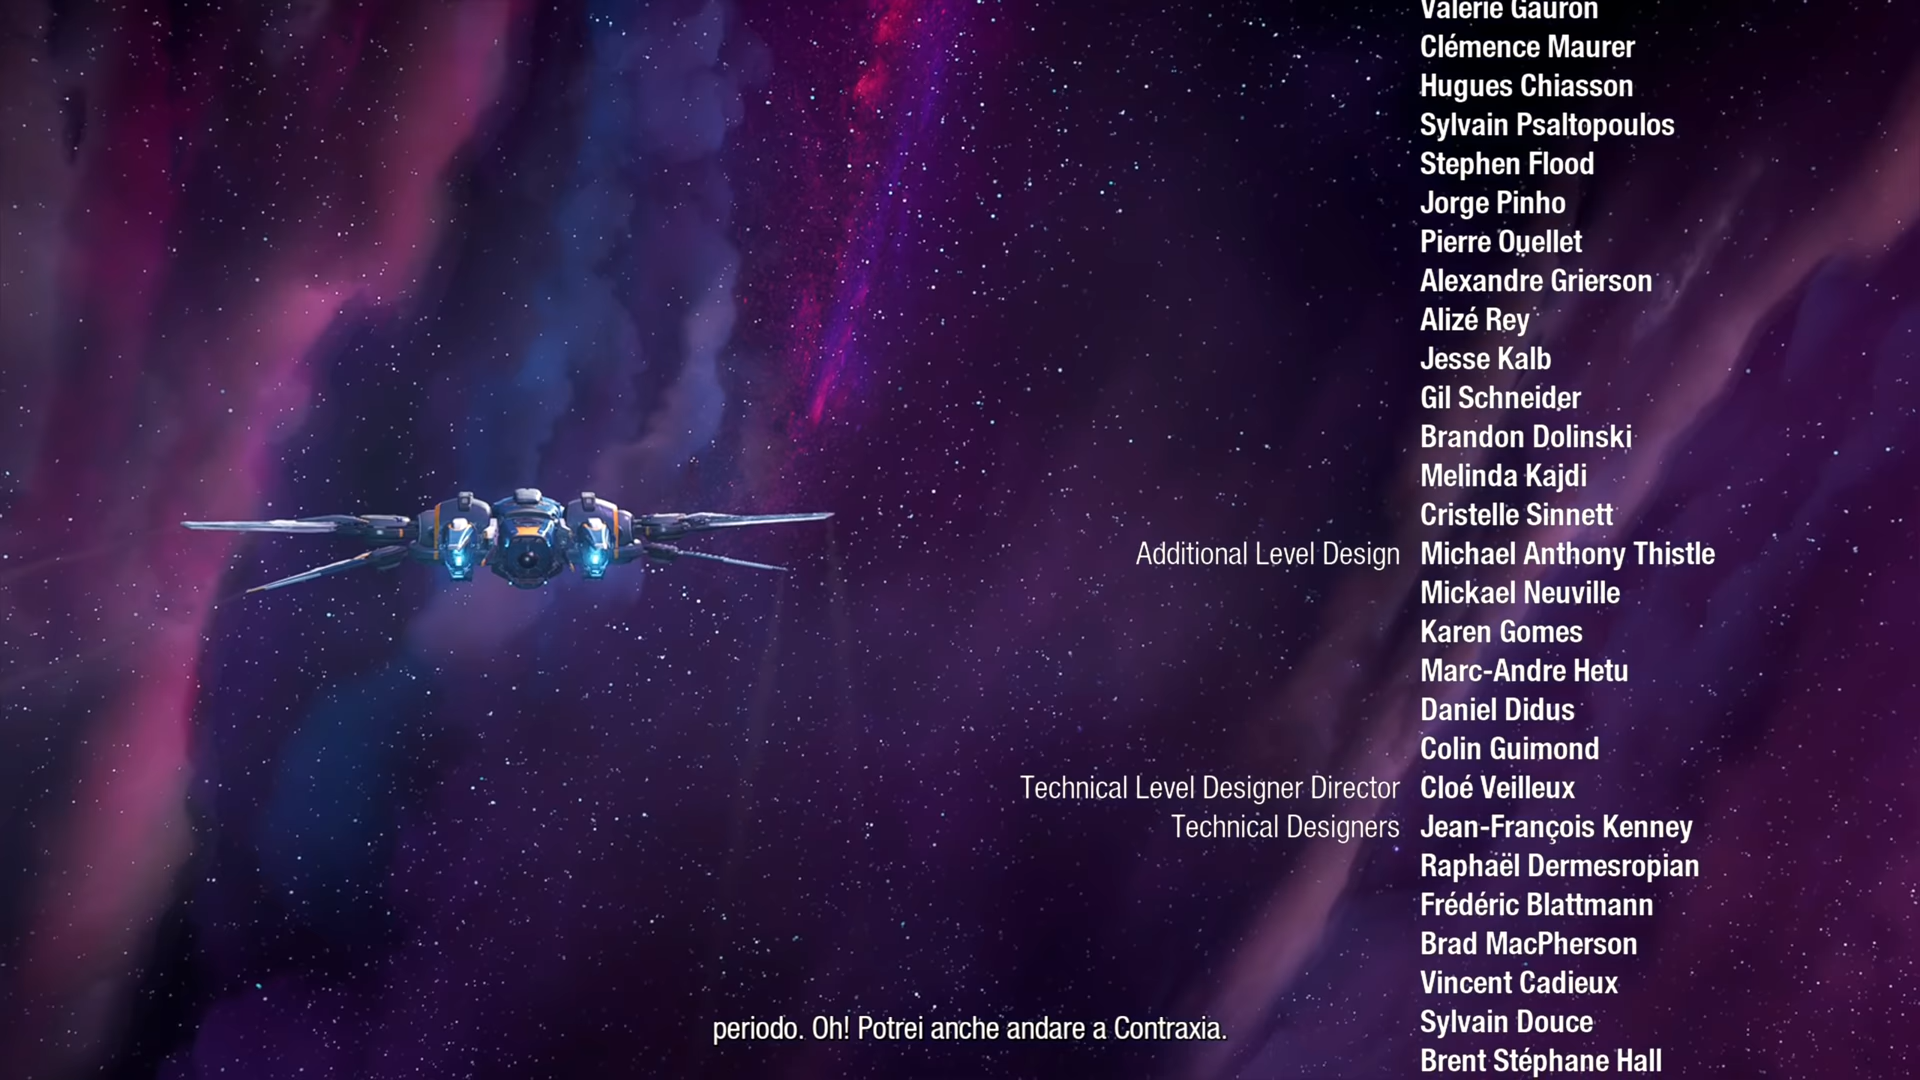 Valérie Gauron
Clémence Maurer
Hugues Chiasson
Sylvain Psaltopoulos
Stephen Flood
Jorge Pinho
Pierre Ouellet
Alexandre Grierson
Alizé Rey
Jesse Kalb
Gil Schneider
Brandon Dolinski
Melinda Kajdi
Cristelle Sinnett
Additional Level Design Michael Anthony Thistle
Mickael Neuville
Karen Gomes
Marc-Andre Hetu
Daniel Didus
Colin Guimond
Technical Level Designer Director Cloé Veilleux
Technical Designers Jean-François Kenney
Raphaël Dermesropian
Frédéric Blattmann
Brad MacPherson
Vincent Cadieux
Sylvain Douce
periodo. Oh! Potrei anche andare a Contraxia.
Brent Stéphane Hall